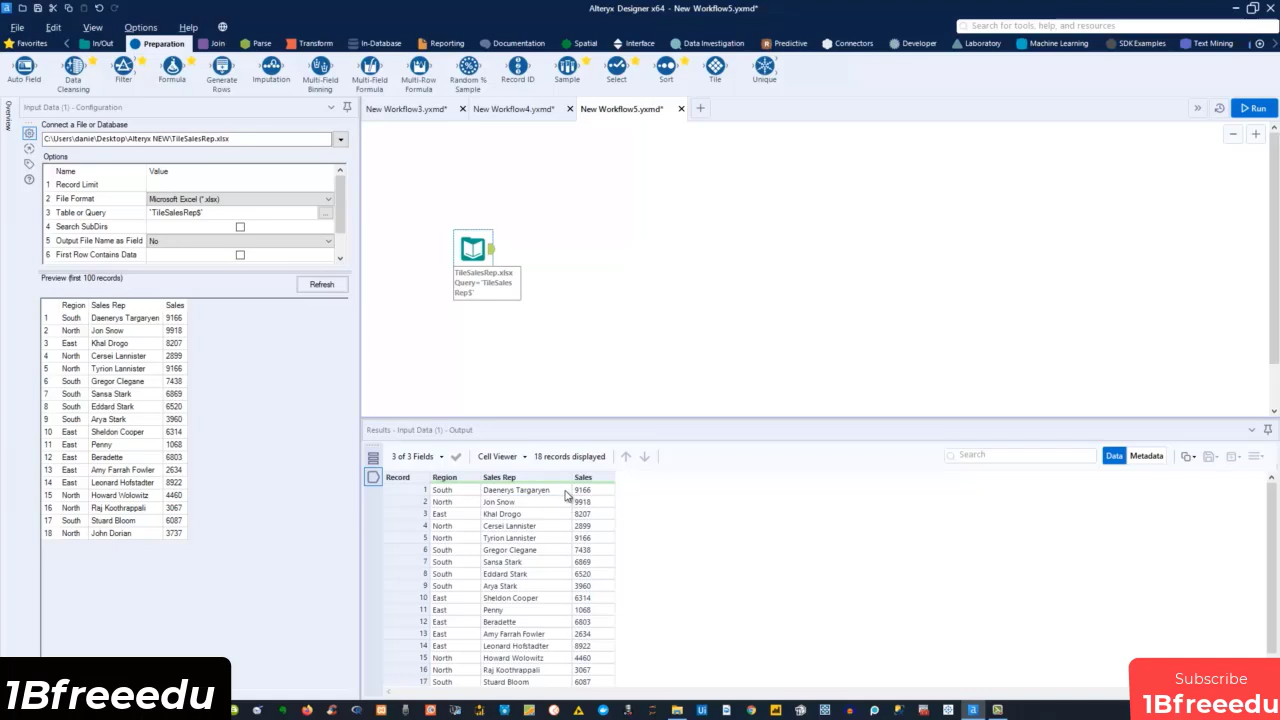 Alteryx Designer x64 - New Workflow5.yxmd*
File Edit View Options Help
Search for tools, help, and resources
Favorites In/Out Preparation Join Parse Transform In-Database Reporting Documentation Spatial Interface Data Investigation Predictive Connectors Developer Laboratory Machine Learning SDK Examples Text Mining
Auto Field Data Cleansing Filter Formula Generate Rows Imputation Multi-Field Binning Multi-Field Formula Multi-Row Formula Random % Sample Record ID Sample Select Sort Tile Unique
Overview
Input Data (1) - Configuration
New Workflow3.yxmd* New Workflow4.yxmd* New Workflow5.yxmd*
Run
Connect a File or Database
C:\Users\danie\Desktop\Alteryx NEW\TileSalesRep.xlsx
Options
Name Value
1 Record Limit
2 File Format Microsoft Excel (*.xlsx)
3 Table or Query `TileSalesRep$` ...
4 Search SubDirs
5 Output File Name as Field No
6 First Row Contains Data
Preview (first 100 records)
Refresh
Region Sales Rep Sales
1 South Daenerys Targaryen 9166
2 North Jon Snow 9918
3 East Khal Drogo 8207
4 North Cersei Lannister 2899
5 North Tyrion Lannister 9166
6 South Gregor Clegane 7438
7 South Sansa Stark 6869
8 South Eddard Stark 6520
9 South Arya Stark 3960
10 East Sheldon Cooper 6314
11 East Penny 1068
12 East Beradette 6803
13 East Amy Farrah Fowler 2634
14 East Leonard Hofstadter 8922
15 North Howard Wolowitz 4460
16 North Raj Koothrappali 3067
17 South Stuard Bloom 6087
18 North John Dorian 3737
TileSalesRep.xlsx
Query=`TileSales
Rep$`
Results - Input Data (1) - Output
3 of 3 Fields Cell Viewer 18 records displayed Search Data Metadata
Record Region Sales Rep Sales
1 South Daenerys Targaryen 9166
2 North Jon Snow 9918
3 East Khal Drogo 8207
4 North Cersei Lannister 2899
5 North Tyrion Lannister 9166
6 South Gregor Clegane 7438
7 South Sansa Stark 6869
8 South Eddard Stark 6520
9 South Arya Stark 3960
10 East Sheldon Cooper 6314
11 East Penny 1068
12 East Beradette 6803
13 East Amy Farrah Fowler 2634
14 East Leonard Hofstadter 8922
15 North Howard Wolowitz 4460
16 North Raj Koothrappali 3067
17 South Stuard Bloom 6087
1Bfreeedu
Subscribe
1Bfreeedu